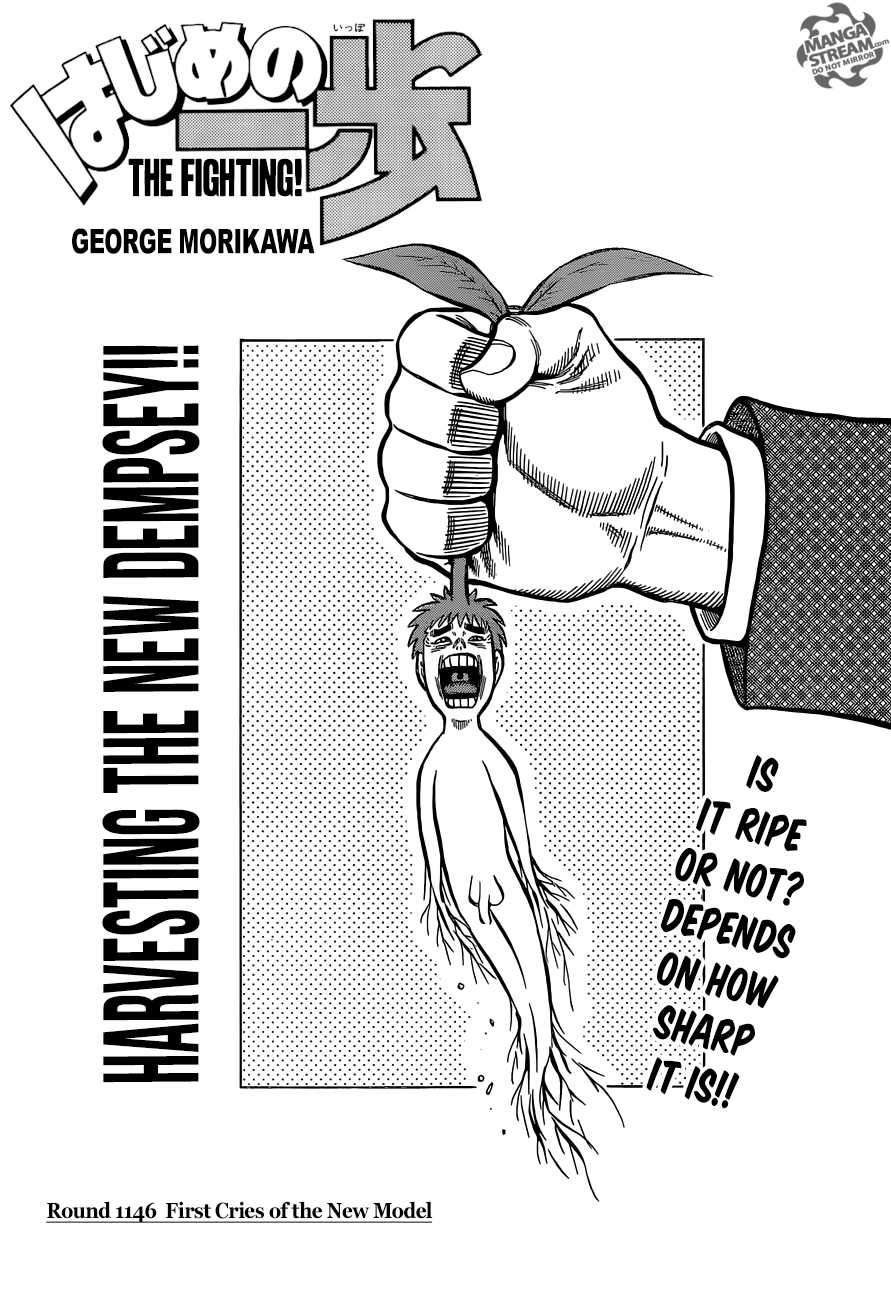 いっぽ
はじめの一歩
THE FIGHTING!
GEORGE MORIKAWA
MANGA
STREAM.com
DO NOT MIRROR
HARVESTING THE NEW DEMPSEY!!
IS
IT RIPE
OR NOT?
DEPENDS
ON HOW
SHARP
IT IS!!
Round 1146 First Cries of the New Model